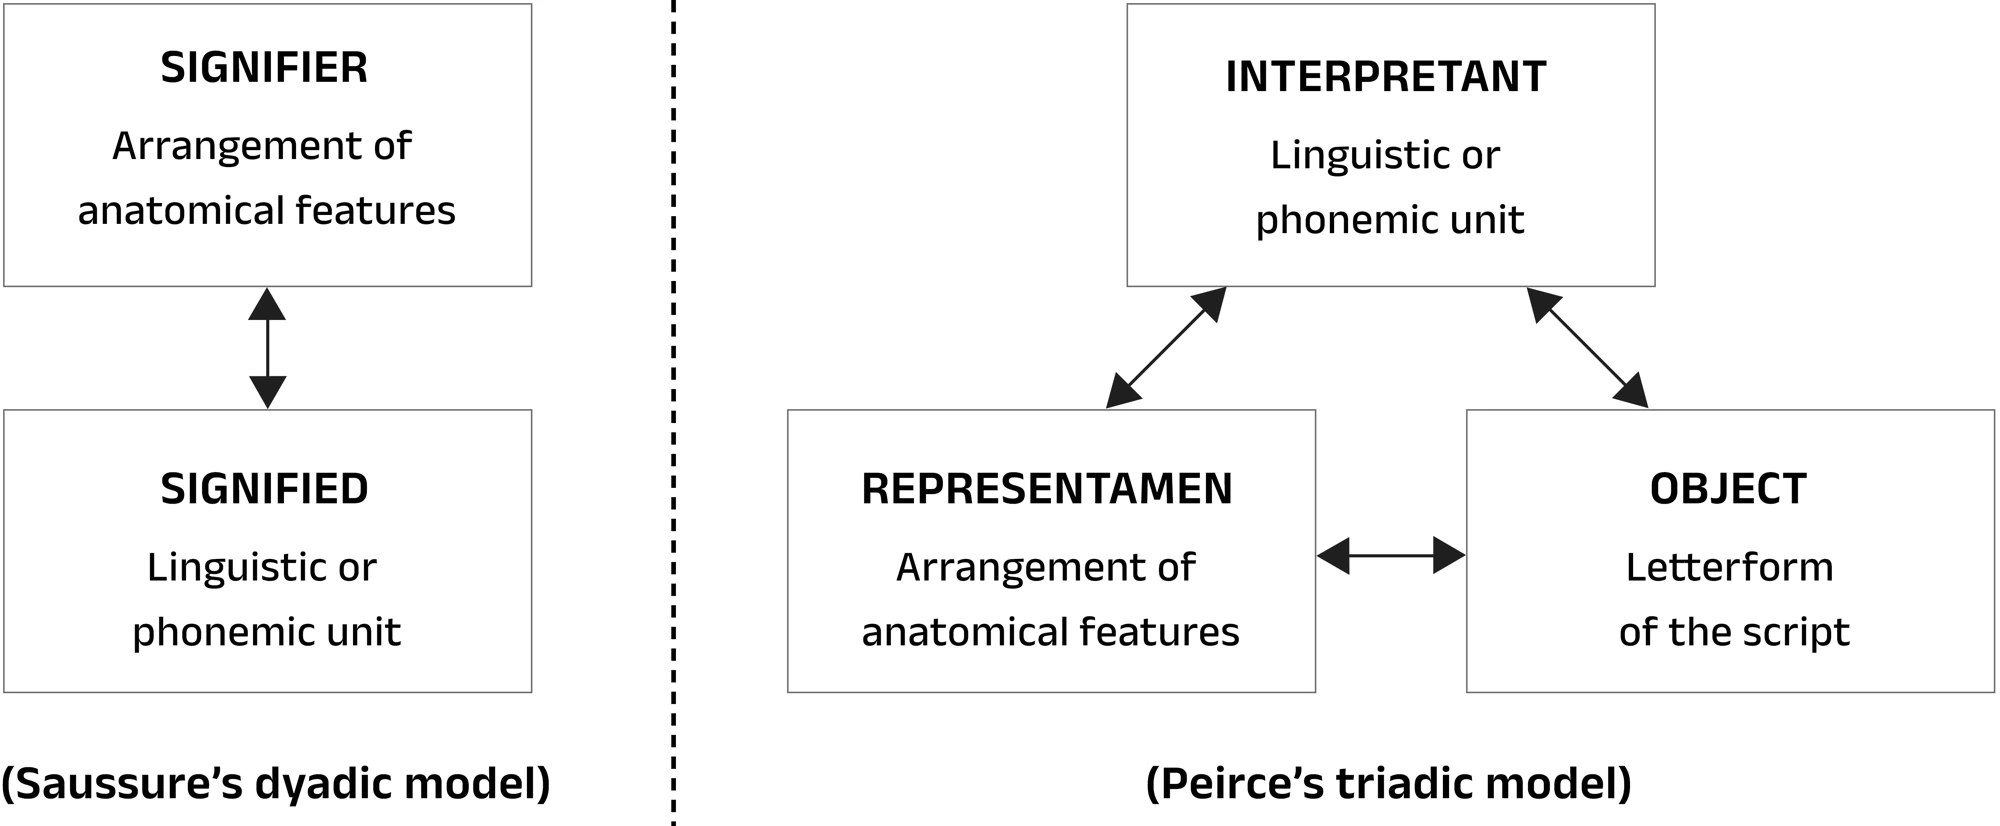 SIGNIFIER
Arrangement of
anatomical features
SIGNIFIED
Linguistic or
phonemic unit
(Saussure’s dyadic model)
INTERPRETANT
Linguistic or
phonemic unit
REPRESENTAMEN
Arrangement of
anatomical features
OBJECT
Letterform
of the script
(Peirce’s triadic model)